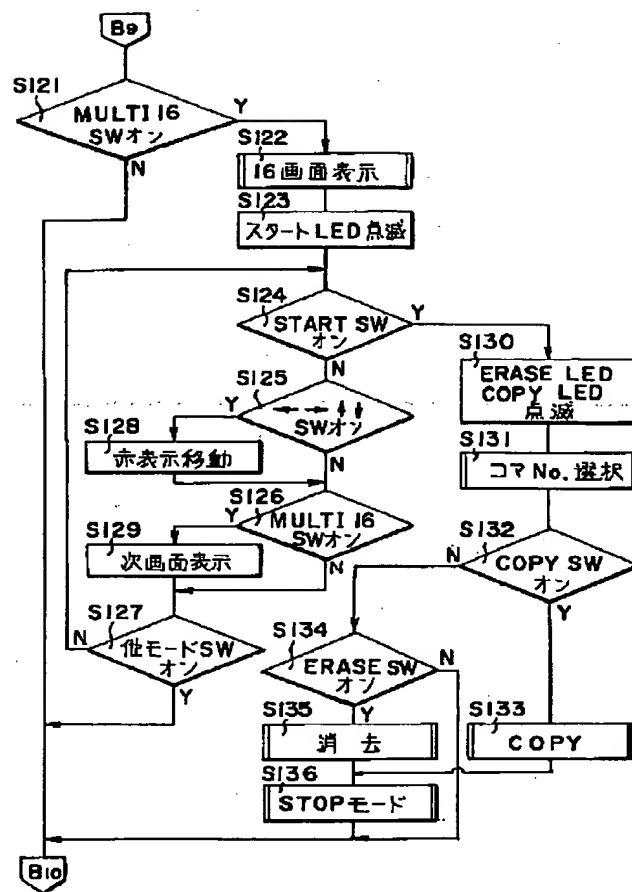 B9
S121
MULTI 16
SWオン
Y
N
S122
16画面表示
S123
スタートLED点滅
S124
START SW
オン
Y
N
S125
← → ↑ ↓
SWオン
Y
N
S128
赤表示移動
S126
MULTI 16
SWオン
Y
N
S129
次画面表示
S127
他モードSW
オン
N
Y
S130
ERASE LED
COPY LED
点滅
S131
コマNo.選択
S132
COPY SW
オン
N
Y
S134
ERASE SW
オン
N
Y
S135
消去
S133
COPY
S136
STOPモード
B10